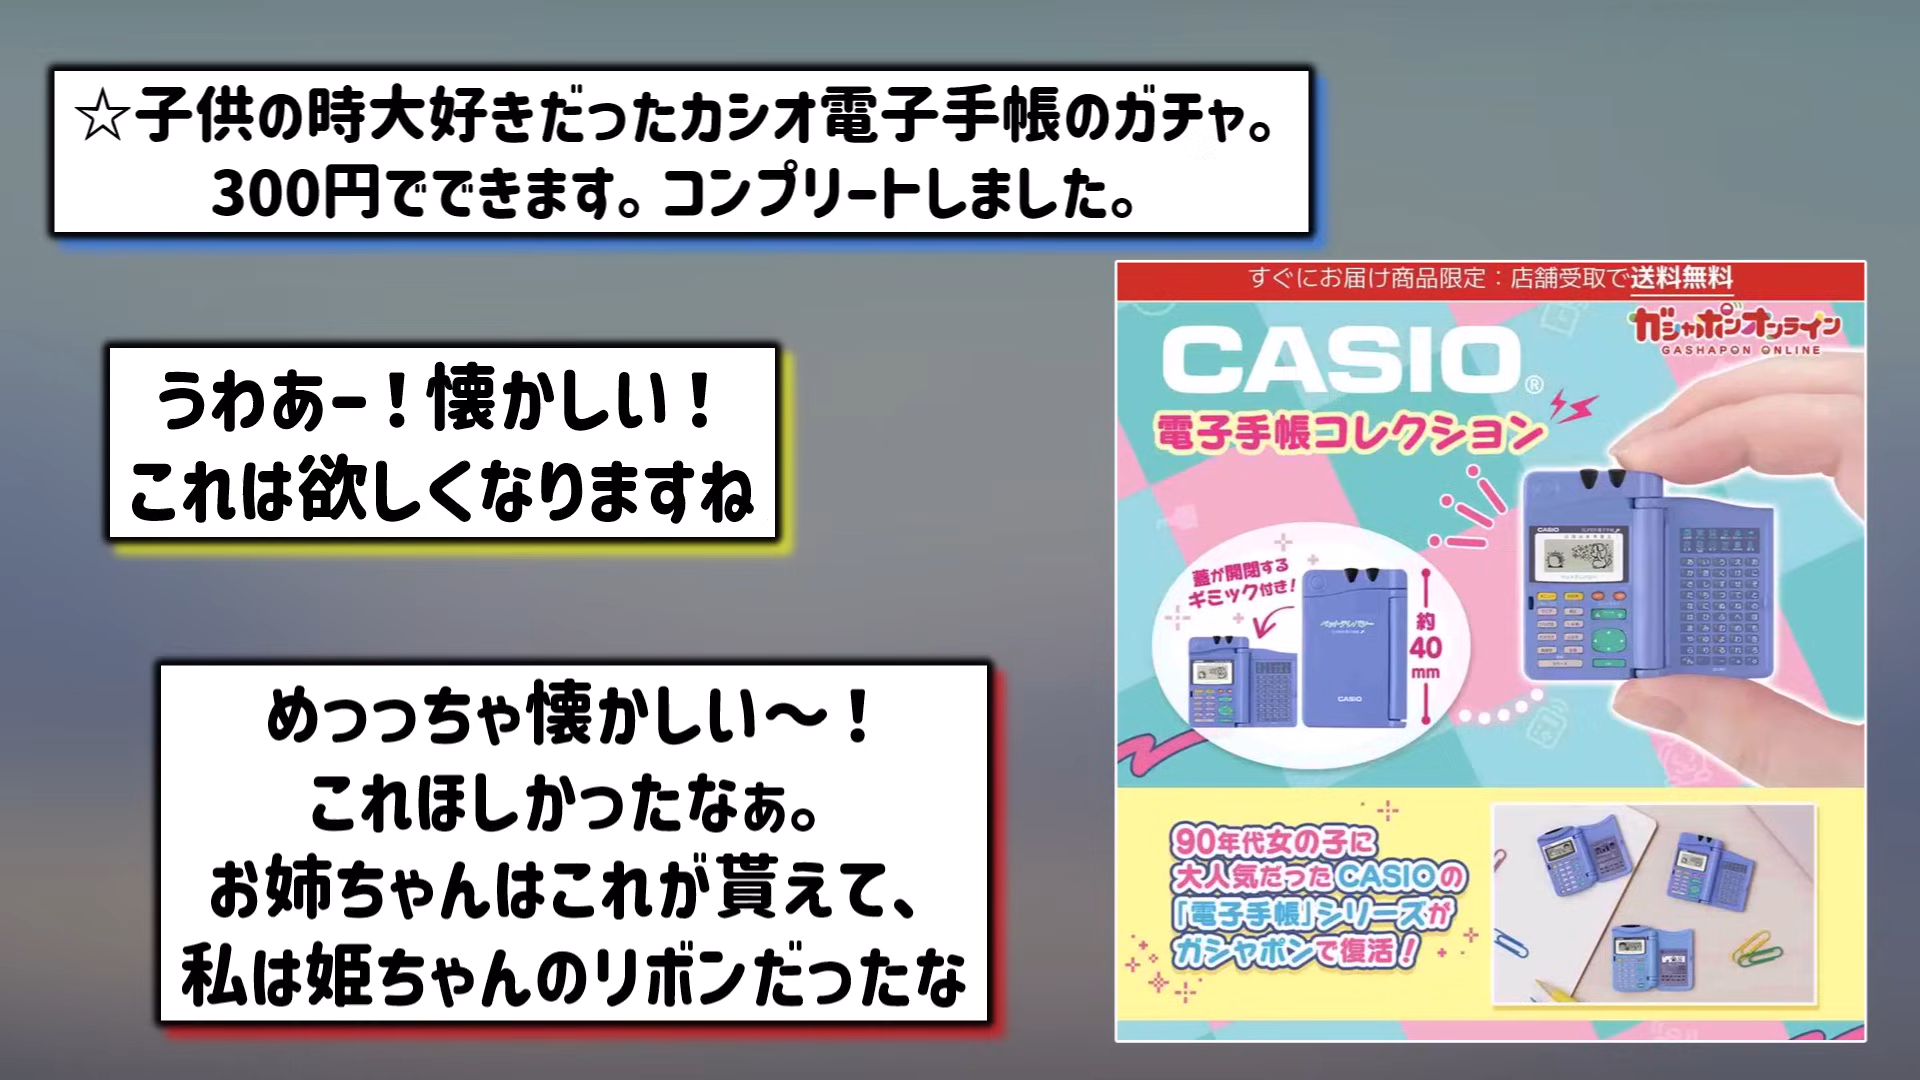 ☆子供の時大好きだったカシオ電子手帳のガチャ。
300円でできます。コンプリートしました。
うわあー！懐かしい！
これは欲しくなりますね
めっっちゃ懐かしい〜！
これほしかったなぁ。
お姉ちゃんはこれが貰えて、
私は姫ちゃんのリボンだったな
すぐにお届け商品限定：店舗受取で送料無料
ガシャポンオンライン
GASHAPON ONLINE
CASIO®
電子手帳コレクション
蓋が開閉する
ギミック付き！
約
40
mm
CASIO
CASIO
90年代女の子に
大人気だったCASIOの
「電子手帳」シリーズが
ガシャポンで復活！